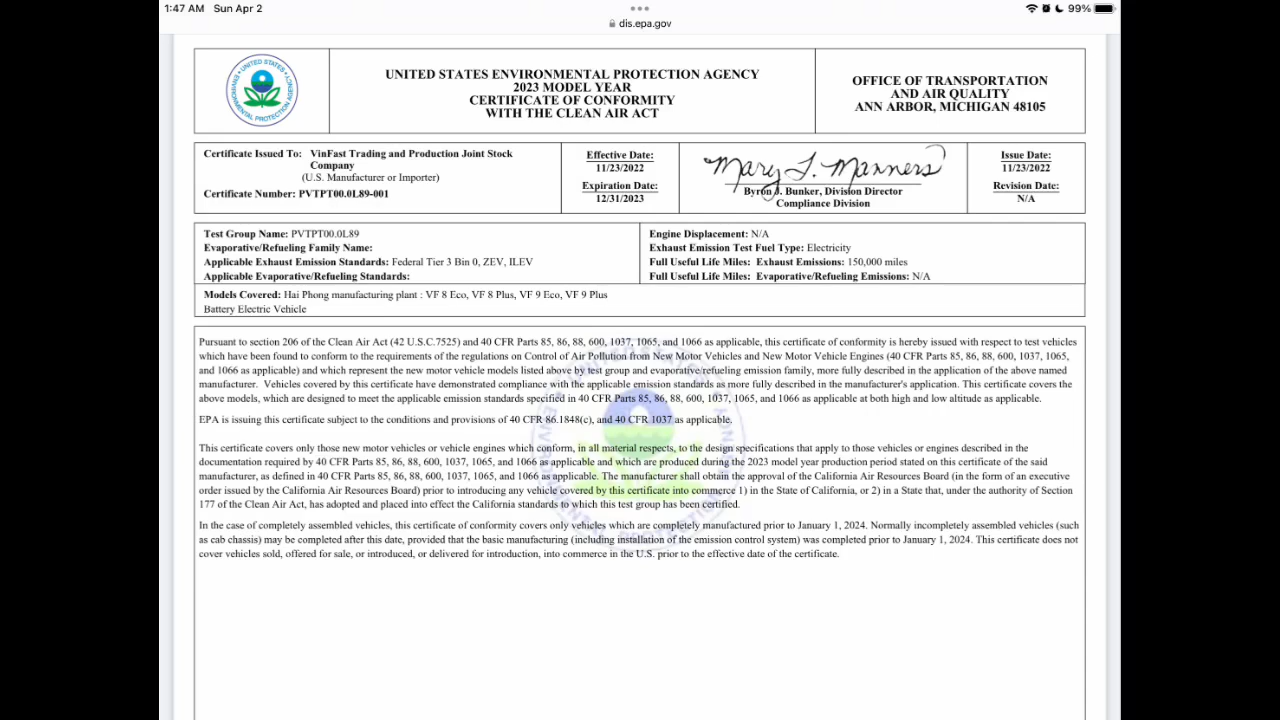 1:47 AM Sun Apr 2
99%
dis.epa.gov
UNITED STATES ENVIRONMENTAL PROTECTION AGENCY
2023 MODEL YEAR
CERTIFICATE OF CONFORMITY
WITH THE CLEAN AIR ACT
OFFICE OF TRANSPORTATION
AND AIR QUALITY
ANN ARBOR, MICHIGAN 48105
Certificate Issued To: VinFast Trading and Production Joint Stock
Company
(U.S. Manufacturer or Importer)
Certificate Number: PVTPT00.0L89-001
Effective Date:
11/23/2022
Expiration Date:
12/31/2023
Mary J. Manners
Byron J. Bunker, Division Director
Compliance Division
Issue Date:
11/23/2022
Revision Date:
N/A
Test Group Name: PVTPT00.0L89
Evaporative/Refueling Family Name:
Applicable Exhaust Emission Standards: Federal Tier 3 Bin 0, ZEV, ILEV
Applicable Evaporative/Refueling Standards:
Engine Displacement: N/A
Exhaust Emission Test Fuel Type: Electricity
Full Useful Life Miles: Exhaust Emissions: 150,000 miles
Full Useful Life Miles: Evaporative/Refueling Emissions: N/A
Models Covered: Hai Phong manufacturing plant : VF 8 Eco, VF 8 Plus, VF 9 Eco, VF 9 Plus
Battery Electric Vehicle
Pursuant to section 206 of the Clean Air Act (42 U.S.C.7525) and 40 CFR Parts 85, 86, 88, 600, 1037, 1065, and 1066 as applicable, this certificate of conformity is hereby issued with respect to test vehicles
which have been found to conform to the requirements of the regulations on Control of Air Pollution from New Motor Vehicles and New Motor Vehicle Engines (40 CFR Parts 85, 86, 88, 600, 1037, 1065,
and 1066 as applicable) and which represent the new motor vehicle models listed above by test group and evaporative/refueling emission family, more fully described in the application of the above named
manufacturer. Vehicles covered by this certificate have demonstrated compliance with the applicable emission standards as more fully described in the manufacturer's application. This certificate covers the
above models, which are designed to meet the applicable emission standards specified in 40 CFR Parts 85, 86, 88, 600, 1037, 1065, and 1066 as applicable at both high and low altitude as applicable.
EPA is issuing this certificate subject to the conditions and provisions of 40 CFR 86.1848(c), and 40 CFR 1037 as applicable.
This certificate covers only those new motor vehicles or vehicle engines which conform, in all material respects, to the design specifications that apply to those vehicles or engines described in the
documentation required by 40 CFR Parts 85, 86, 88, 600, 1037, 1065, and 1066 as applicable and which are produced during the 2023 model year production period stated on this certificate of the said
manufacturer, as defined in 40 CFR Parts 85, 86, 88, 600, 1037, 1065, and 1066 as applicable. The manufacturer shall obtain the approval of the California Air Resources Board (in the form of an executive
order issued by the California Air Resources Board) prior to introducing any vehicle covered by this certificate into commerce 1) in the State of California, or 2) in a State that, under the authority of Section
177 of the Clean Air Act, has adopted and placed into effect the California standards to which this test group has been certified.
In the case of completely assembled vehicles, this certificate of conformity covers only vehicles which are completely manufactured prior to January 1, 2024. Normally incompletely assembled vehicles (such
as cab chassis) may be completed after this date, provided that the basic manufacturing (including installation of the emission control system) was completed prior to January 1, 2024. This certificate does not
cover vehicles sold, offered for sale, or introduced, or delivered for introduction, into commerce in the U.S. prior to the effective date of the certificate.